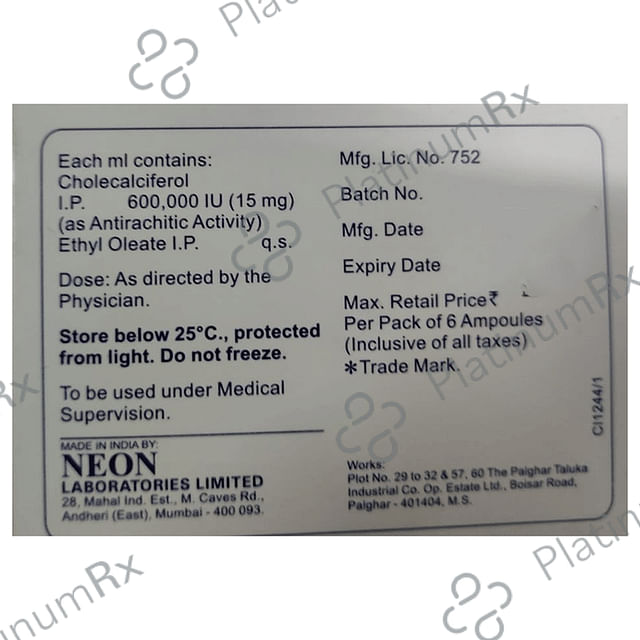 Each ml contains:
Cholecalciferol
I.P. 600,000 IU (15 mg)
(as Antirachitic Activity)
Ethyl Oleate I.P. q.s.
Dose: As directed by the
Physician.
Store below 25°C., protected
from light. Do not freeze.
To be used under Medical
Supervision.
MADE IN INDIA BY:
NEON
LABORATORIES LIMITED
28, Mahal Ind. Est., M. Caves Rd.,
Andheri (East), Mumbai - 400 093.
Mfg. Lic. No. 752
Batch No.
Mfg. Date
Expiry Date
Max. Retail Price₹
Per Pack of 6 Ampoules
(Inclusive of all taxes)
*Trade Mark.
Works:
Plot No. 29 to 32 & 57, 60 The Palghar Taluka
Industrial Co. Op. Estate Ltd., Boisar Road,
Palghar - 401404, M.S.
CI1244/1
PlatinumRx
PlatinumRx
PlatinumRx
PlatinumRx